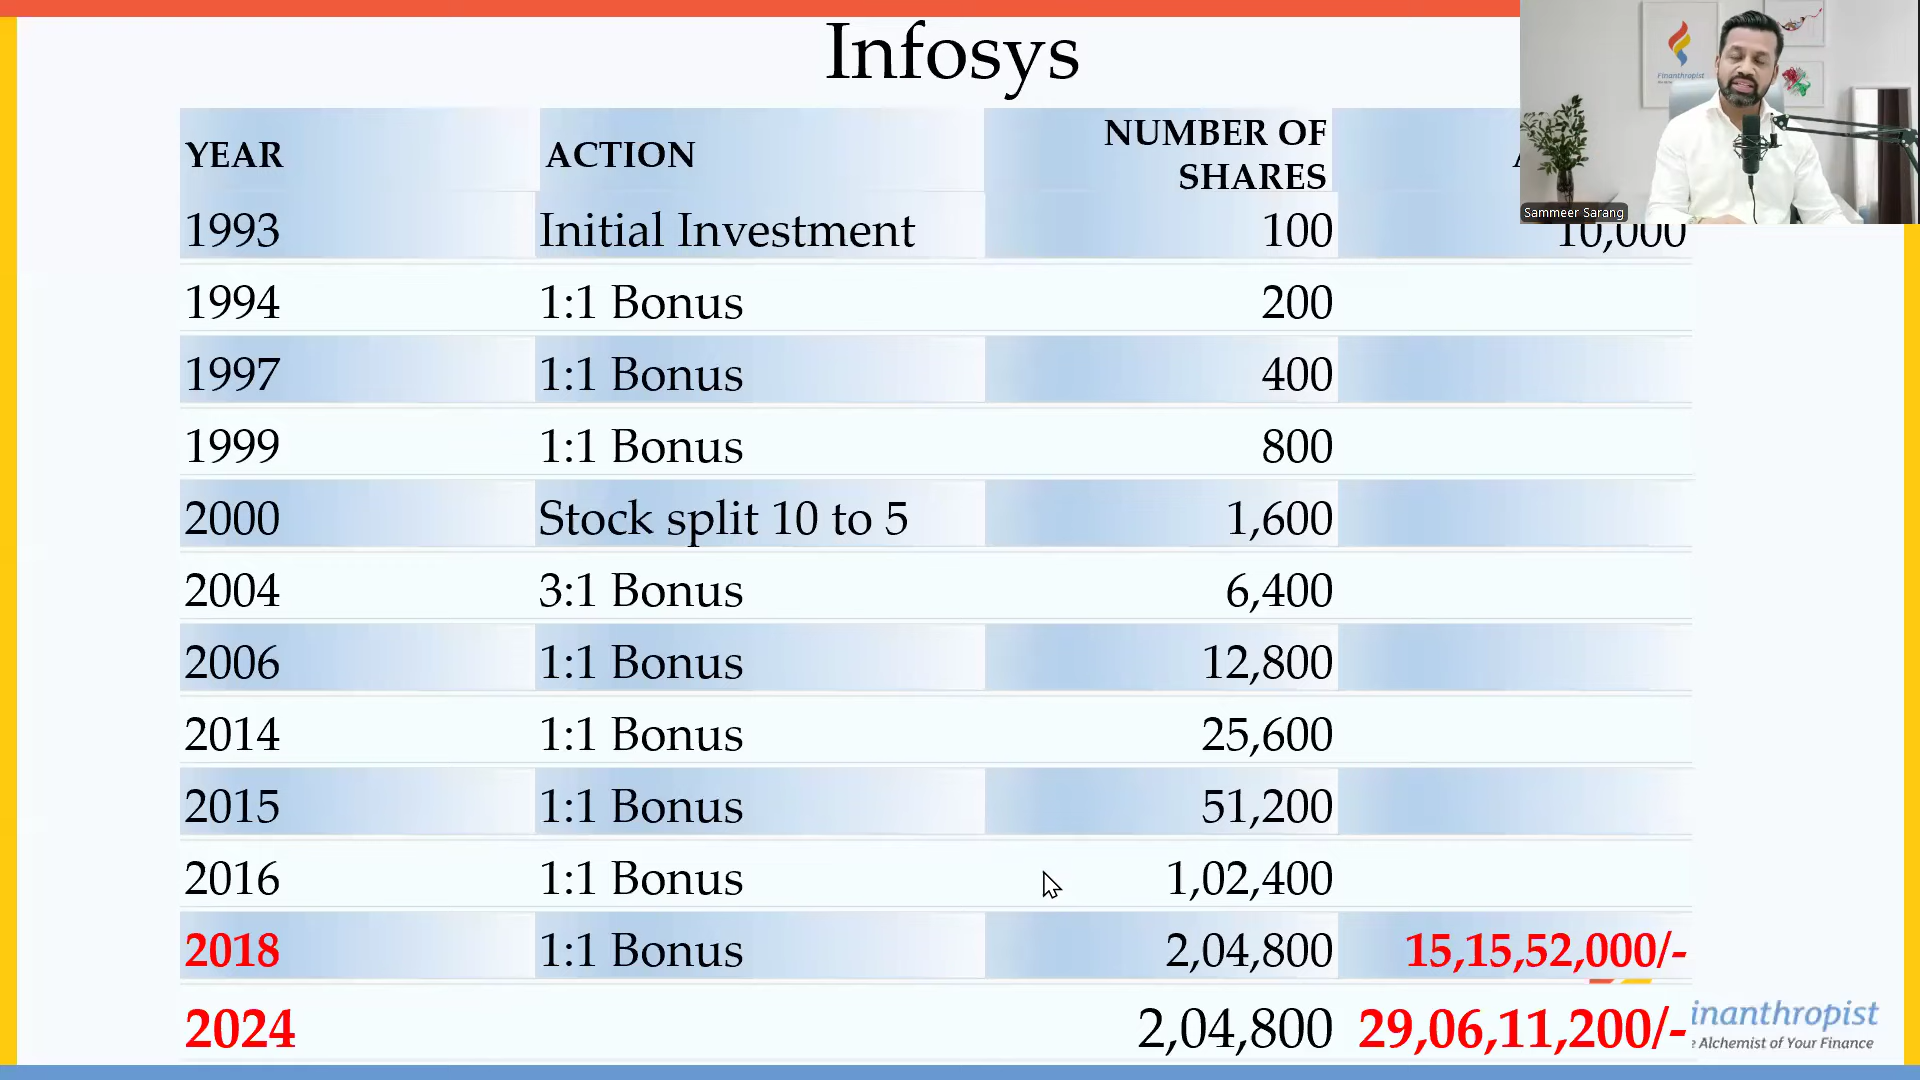 Infosys
YEAR ACTION NUMBER OF SHARES
1993 Initial Investment 100 10,000
1994 1:1 Bonus 200
1997 1:1 Bonus 400
1999 1:1 Bonus 800
2000 Stock split 10 to 5 1,600
2004 3:1 Bonus 6,400
2006 1:1 Bonus 12,800
2014 1:1 Bonus 25,600
2015 1:1 Bonus 51,200
2016 1:1 Bonus 1,02,400
2018 1:1 Bonus 2,04,800 15,15,52,000/-
2024 2,04,800 29,06,11,200/-
Finanthropist
Sammeer Sarang
inanthropist
e Alchemist of Your Finance